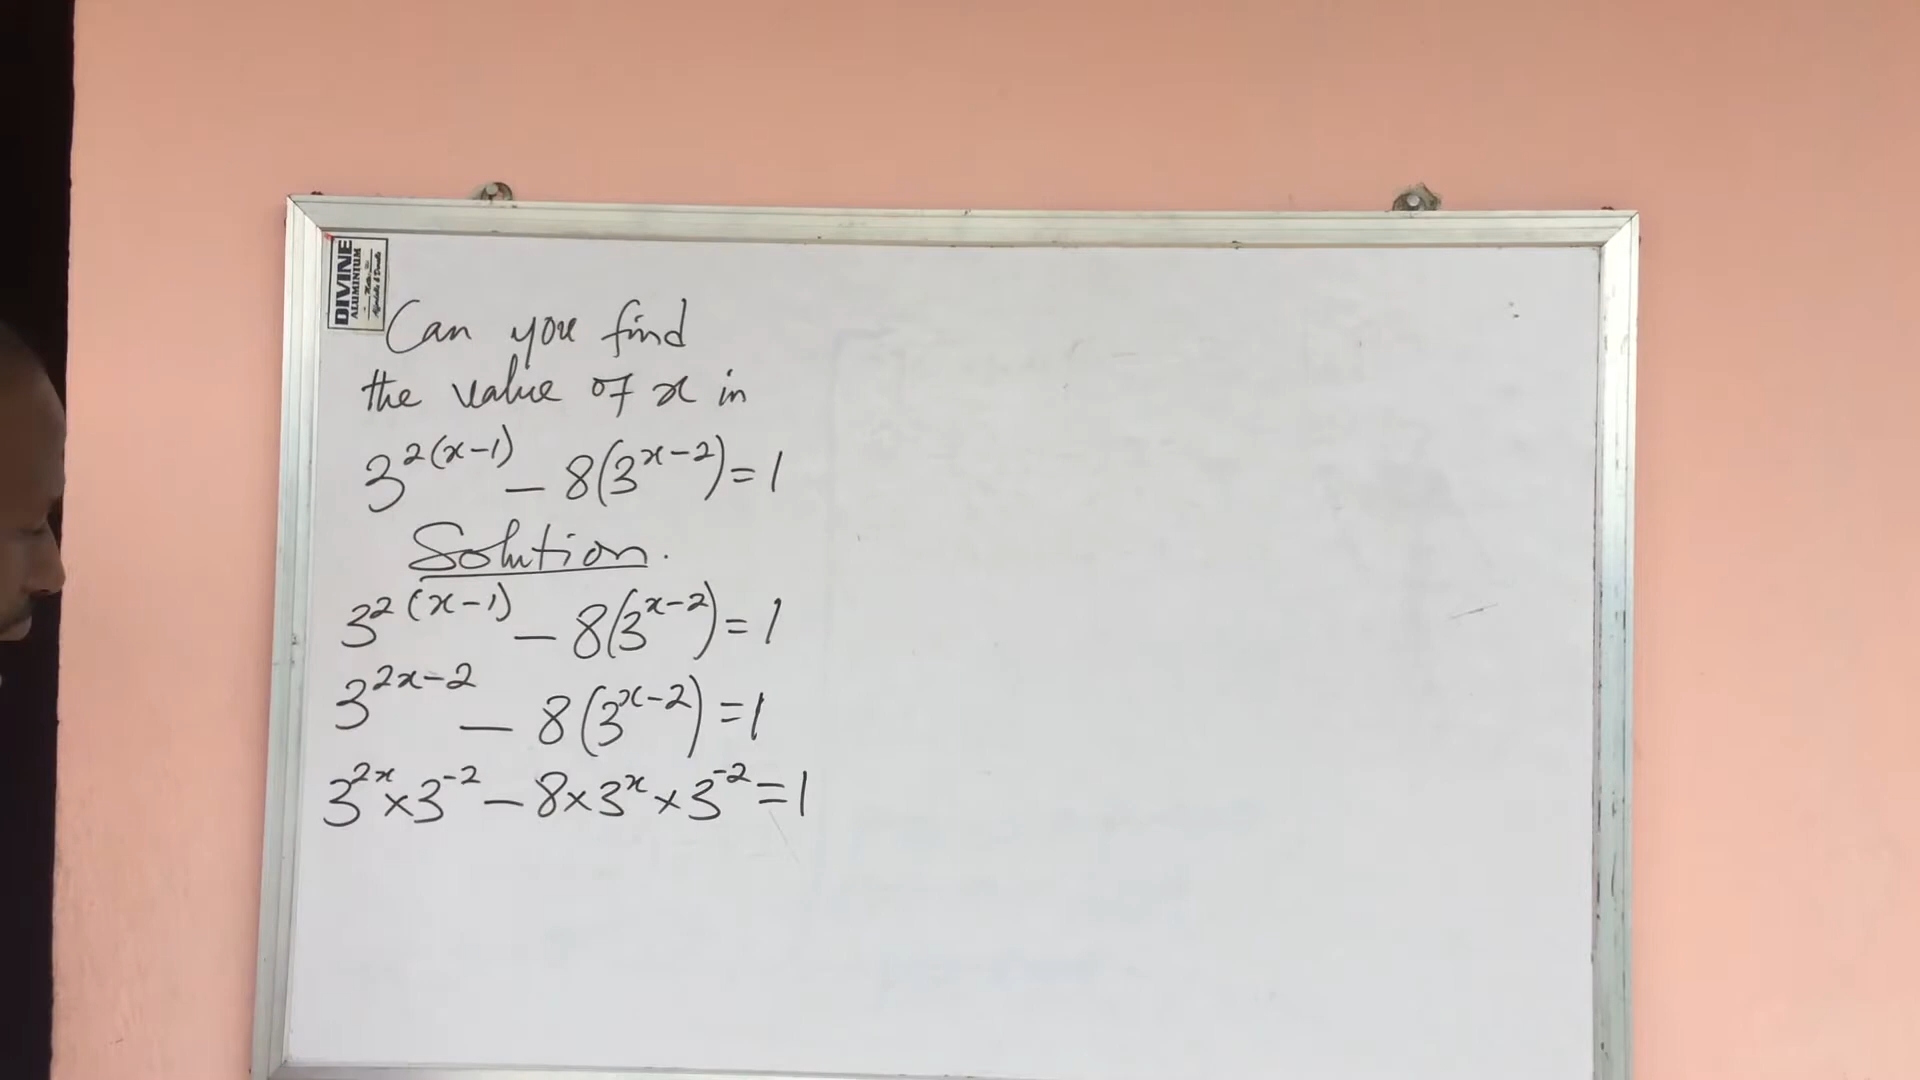 DIVINE
ALUMINIUM
Can you find
the value of x in
3^{2(x-1)} - 8(3^{x-2}) = 1
Solution.
3^{2(x-1)} - 8(3^{x-2}) = 1
3^{2x-2} - 8(3^{x-2}) = 1
3^{2x} × 3^{-2} - 8 × 3^{x} × 3^{-2} = 1